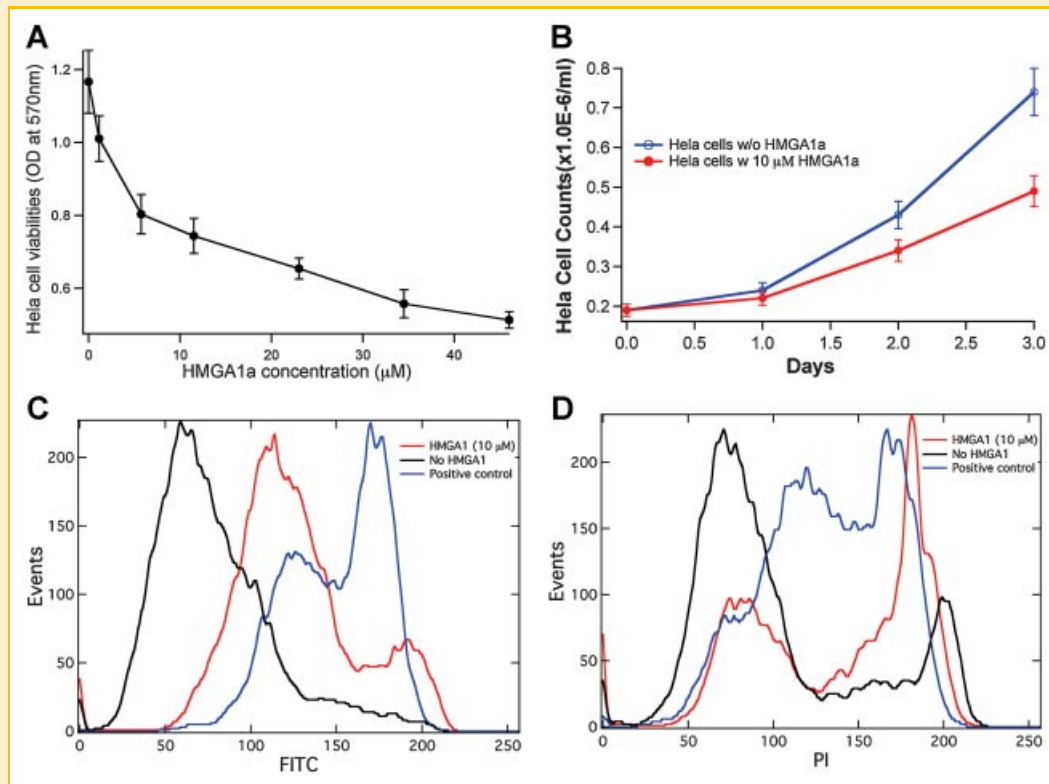 A
Hela cell viabilities (OD at 570nm)
1.2
1.0
0.8
0.6
0
10
20
30
40
HMGA1a concentration (μM)
B
Hela Cell Counts(x1.0E-6/ml)
0.8
0.7
0.6
0.5
0.4
0.3
0.2
Hela cells w/o HMGA1a
Hela cells w 10 μM HMGA1a
0.0
0.5
1.0
1.5
2.0
2.5
3.0
Days
C
Events
200
150
100
50
0
HMGA1 (10 μM)
No HMGA1
Positive control
0
50
100
150
200
250
FITC
D
Events
200
150
100
50
0
HMGA1 (10 μM)
No HMGA1
Positive control
0
50
100
150
200
250
PI